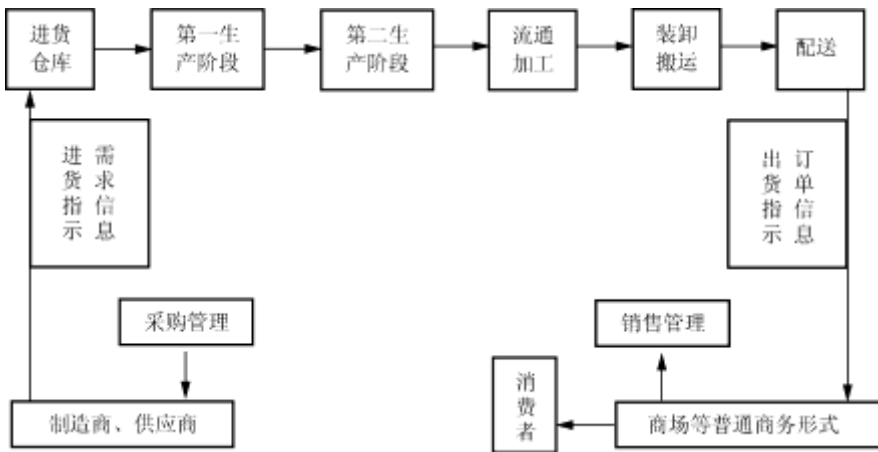 进货
仓库
第一生
产阶段
第二生
产阶段
流通
加工
装卸
搬运
配送
需求信息
进货指示
订单信息
出货指示
采购管理
销售管理
消费者
制造商、供应商
商场等普通商务形式